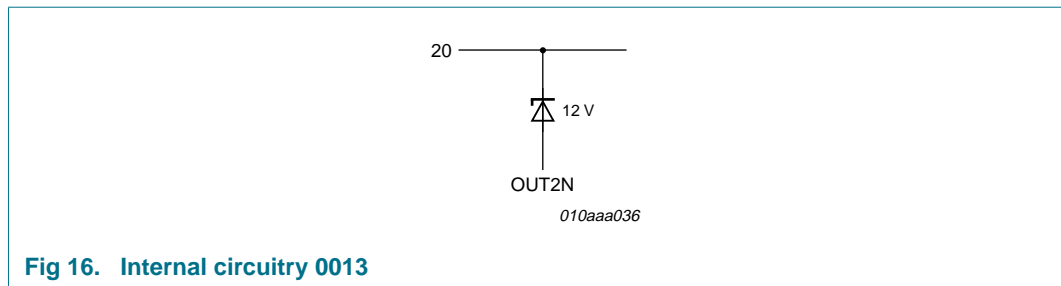 20
12 V
OUT2N
010aaa036
Fig 16. Internal circuitry 0013